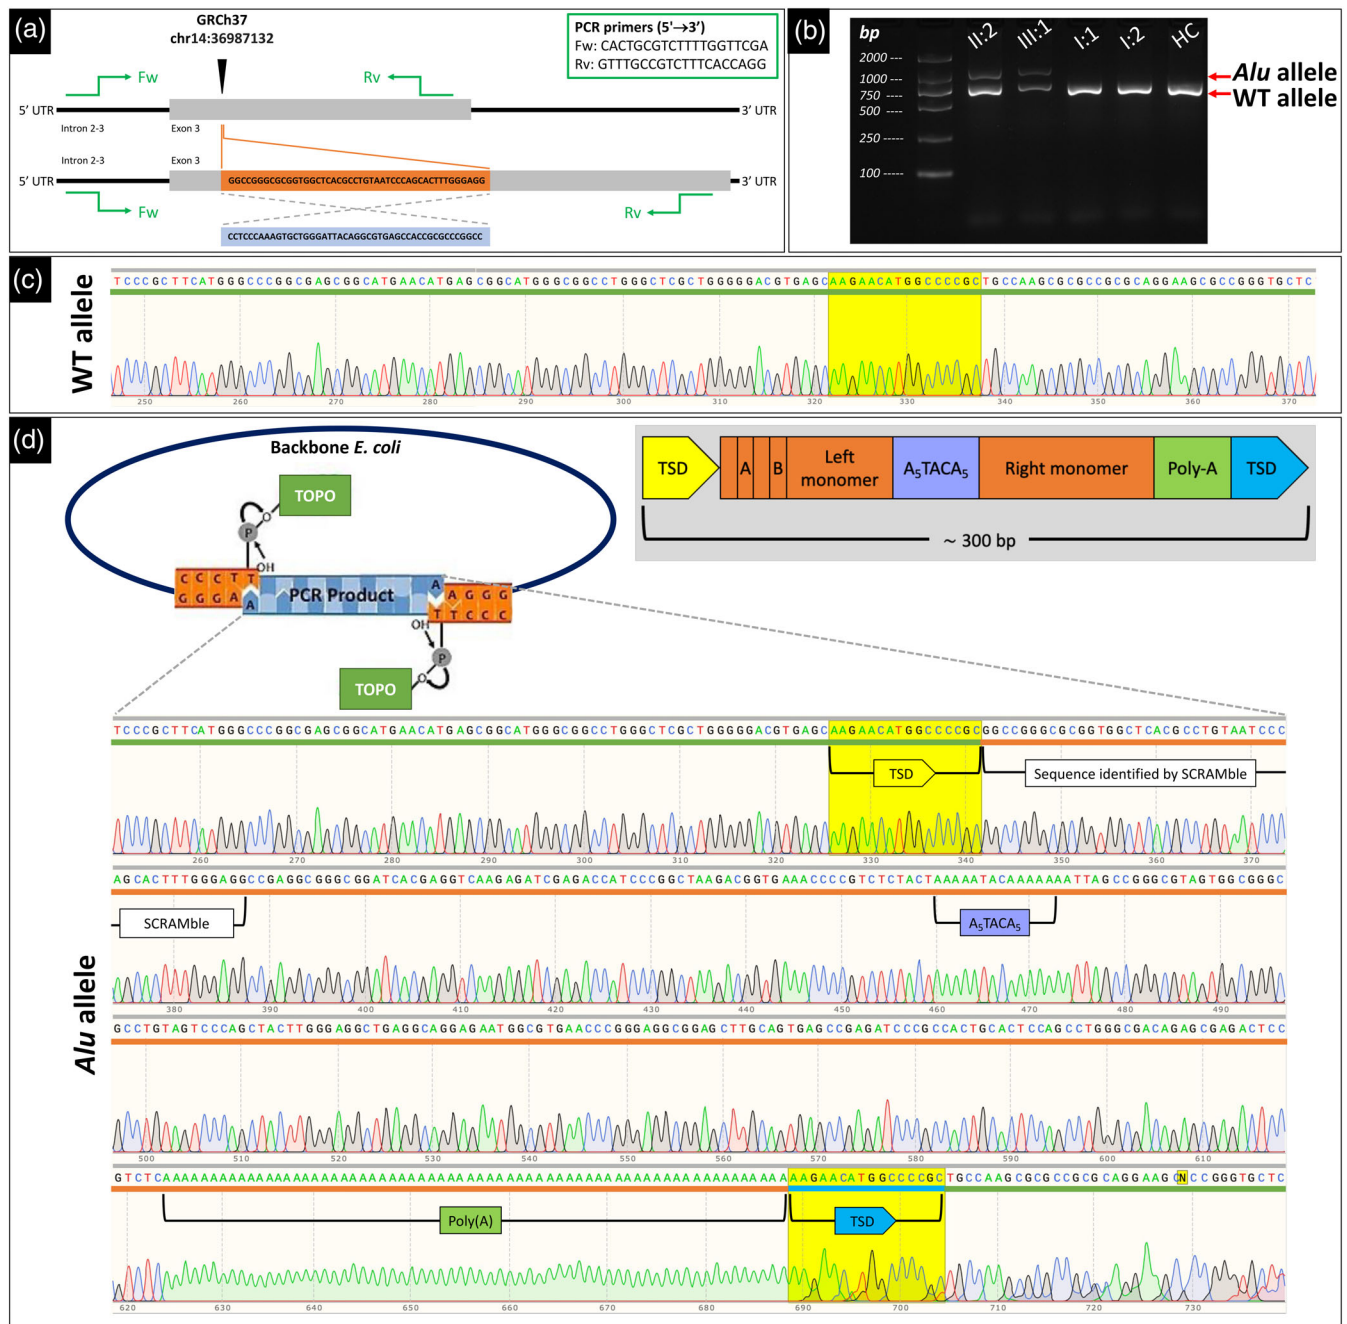 (a)
GRCh37
chr14:36987132
PCR primers (5'→3')
Fw: CACTGCGTCTTTTGGTTCGA
Rv: GTTTGCCGTCTTTCACCAGG
Fw
Rv
5' UTR
3' UTR
Intron 2-3
Exon 3
Intron 2-3
Exon 3
5' UTR
GGCCGGGCGCGGTGGCTCACGCCTGTAATCCCAGCACTTTGGGAGG
3' UTR
Fw
Rv
CCTCCCAAAGTGCTGGGATTACAGGCGTGAGCCACCGCGCCCGGCC
(b)
bp
II:2
III:1
I:1
I:2
HC
2000 ----
1000 ----
750 ----
500 ----
250 -----
100 -----
Alu allele
WT allele
(c)
WT allele
TCCCGCTTCATGGGCCCGGCGAGCGGCATGAACATGAGCGGCATGGGCGGCCTGGGCTCGCTGGGGGACGTGAGCAAGAACATGGCCCCGCTGCCAAGCGCGCCGCGCAGGAAGCGCCGGGTGCTC
250 260 270 280 290 300 310 320 330 340 350 360 370
(d)
Backbone E. coli
TOPO
P
O
OH
C C C T T
G G G A A
PCR Product
A
A G G G
T T C C C
OH
P
O
TOPO
TSD
A
B
Left monomer
A5TACA5
Right monomer
Poly-A
TSD
~ 300 bp
Alu allele
TCCCGCTTCATGGGCCCGGCGAGCGGCATGAACATGAGCGGCATGGGCGGCCTGGGCTCGCTGGGGGACGTGAGCAAGAACATGGCCCCGCGGCCGGGCGCGGTGGCTCACGCCTGTAATCCC
TSD
Sequence identified by SCRAMble
260 270 280 290 300 310 320 330 340 350 360 370
AGCACTTTGGGAGGCCGAGGCGGGCGGATCACGAGGTCAAGAGATCGAGACCATCCCGGCTAAGACGGTGAAACCCCGTCTCTACTAAAAATACAAAAAAATTAGCCGGGCGTAGTGGCGGGC
SCRAMble
A5TACA5
380 390 400 410 420 430 440 450 460 470 480 490
GCCTGTAGTCCCAGCTACTTGGGAGGCTGAGGCAGGAGAATGGCGTGAACCCGGGAGGCGGAGCTTGCAGTGAGCCGAGATCCCGCCACTGCACTCCAGCCTGGGCGACAGAGCGAGACTCC
500 510 520 530 540 550 560 570 580 590 600 610
GTCTCAAAAAAAAAAAAAAAAAAAAAAAAAAAAAAAAAAAAAAAAAAAAAAAAAAAAAAAAAAAAAAAAAAAAAGAACATGGCCCCGCTGCCAAGCGCGCCGCGCAGGAAGCNCCGGGTGCTC
Poly(A)
TSD
620 630 640 650 660 670 680 690 700 710 720 730